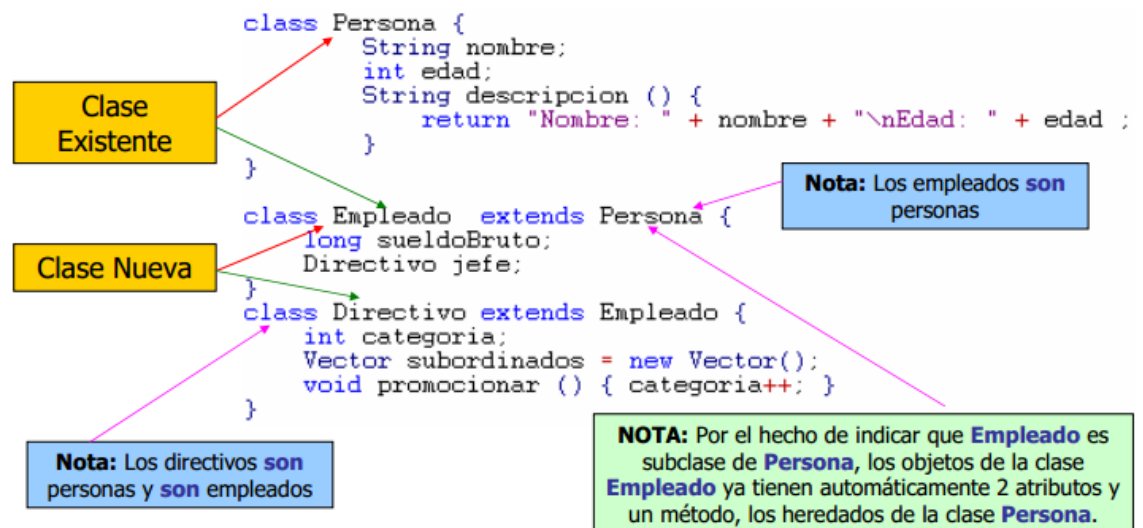 class Persona {
String nombre;
int edad;
String descripcion () {
return "Nombre: " + nombre + "\nEdad: " + edad ;
}
}
Clase
Existente
Nota: Los empleados son
personas
class Empleado extends Persona {
long sueldoBruto;
Directivo jefe;
}
Clase Nueva
class Directivo extends Empleado {
int categoria;
Vector subordinados = new Vector();
void promocionar () { categoria++; }
}
Nota: Los directivos son
personas y son empleados
NOTA: Por el hecho de indicar que Empleado es
subclase de Persona, los objetos de la clase
Empleado ya tienen automáticamente 2 atributos y
un método, los heredados de la clase Persona.